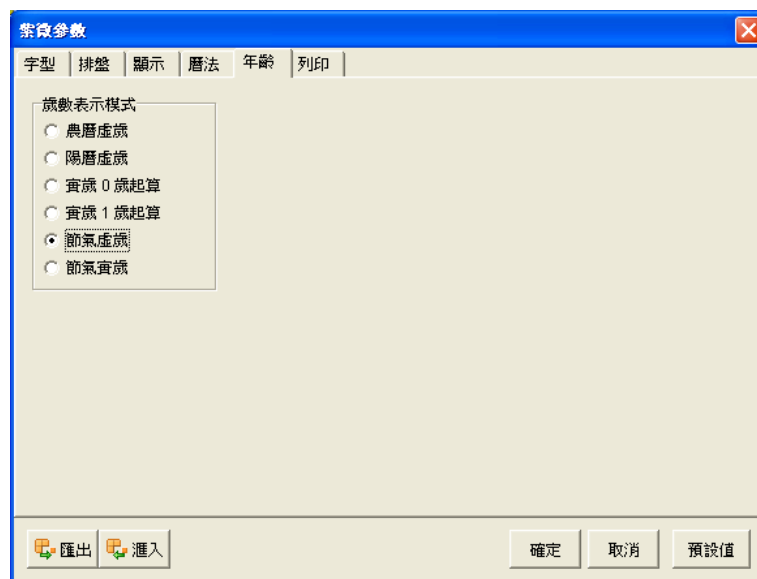 紫微參數
字型 排盤 顯示 曆法 年齡 列印
歲數表示模式
農曆虛歲
陽曆虛歲
實歲 0 歲起算
實歲 1 歲起算
節氣虛歲
節氣實歲
匯出 滙入 確定 取消 預設值